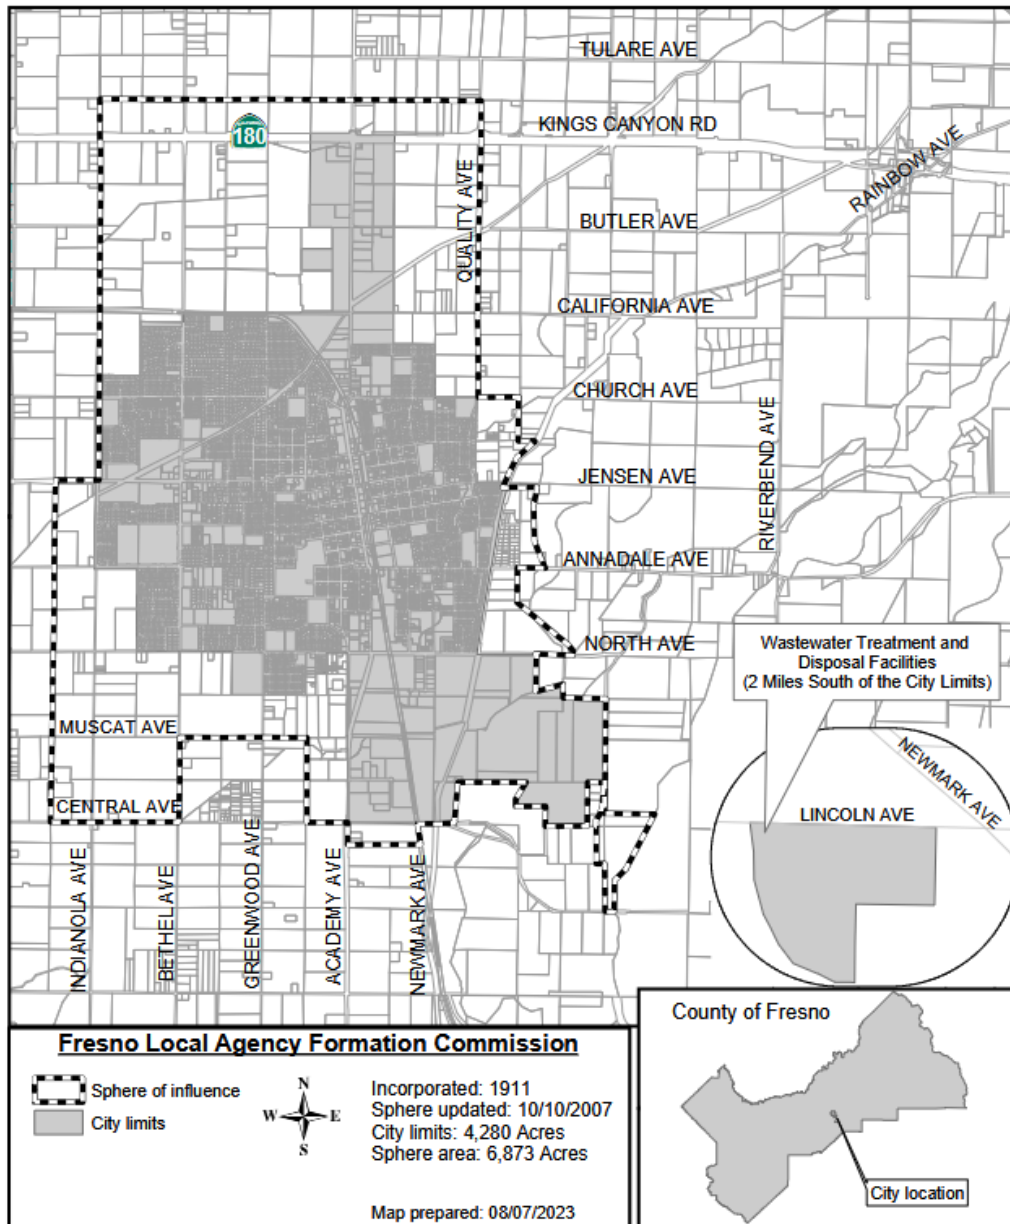 TULARE AVE
KINGS CANYON RD
180
RAINBOW AVE
QUALITY AVE
BUTLER AVE
CALIFORNIA AVE
CHURCH AVE
RIVERBEND AVE
JENSEN AVE
ANNADALE AVE
NORTH AVE
Wastewater Treatment and
Disposal Facilities
(2 Miles South of the City Limits)
MUSCAT AVE
NEWMARK AVE
CENTRAL AVE
LINCOLN AVE
INDIANOLA AVE
BETHEL AVE
GREENWOOD AVE
ACADEMY AVE
NEWMARK AVE
Fresno Local Agency Formation Commission
Sphere of influence
City limits
N
W E
S
Incorporated: 1911
Sphere updated: 10/10/2007
City limits: 4,280 Acres
Sphere area: 6,873 Acres
Map prepared: 08/07/2023
County of Fresno
City location